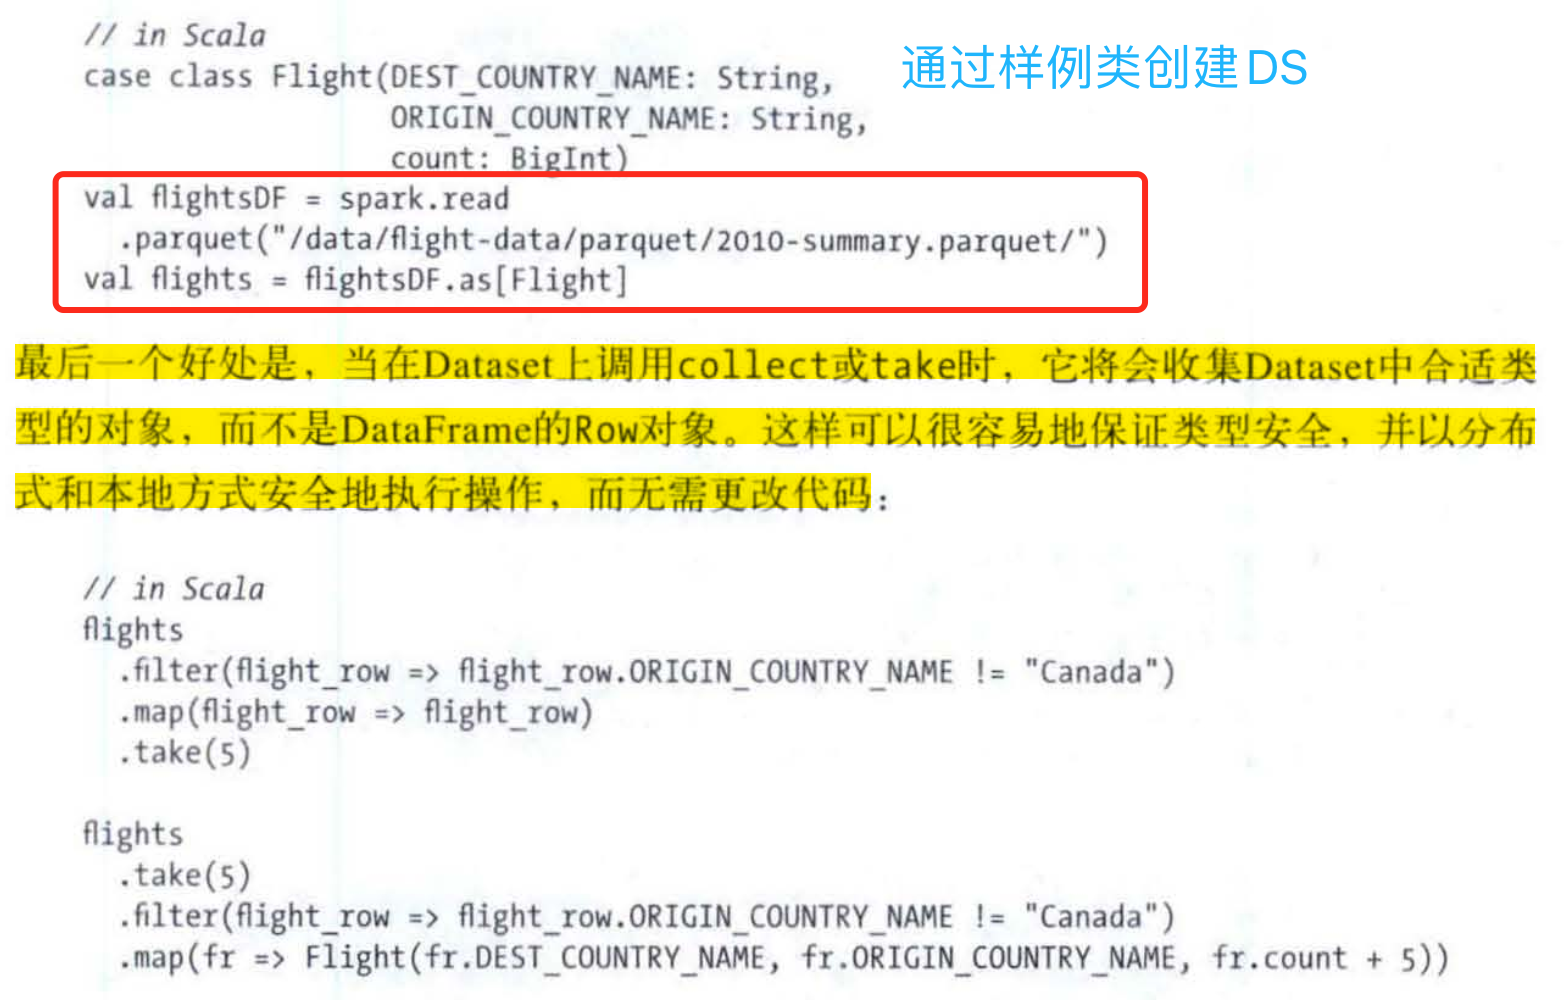 // in Scala
通过样例类创建DS
case class Flight(DEST_COUNTRY_NAME: String,
ORIGIN_COUNTRY_NAME: String,
count: BigInt)
val flightsDF = spark.read
.parquet("/data/flight-data/parquet/2010-summary.parquet/")
val flights = flightsDF.as[Flight]
最后一个好处是，当在Dataset上调用collect或take时，它将会收集Dataset中合适类
型的对象，而不是DataFrame的Row对象。这样可以很容易地保证类型安全，并以分布
式和本地方式安全地执行操作，而无需更改代码：
// in Scala
flights
.filter(flight_row => flight_row.ORIGIN_COUNTRY_NAME != "Canada")
.map(flight_row => flight_row)
.take(5)
flights
.take(5)
.filter(flight_row => flight_row.ORIGIN_COUNTRY_NAME != "Canada")
.map(fr => Flight(fr.DEST_COUNTRY_NAME, fr.ORIGIN_COUNTRY_NAME, fr.count + 5))